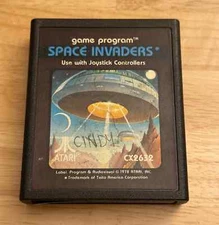 game program™
SPACE INVADERS*
Use with Joystick Controllers
CINDY
ATARI
CX2632
Label, Program & Audiovisual © 1978 ATARI, INC.
* Trademark of Taito America Corporation